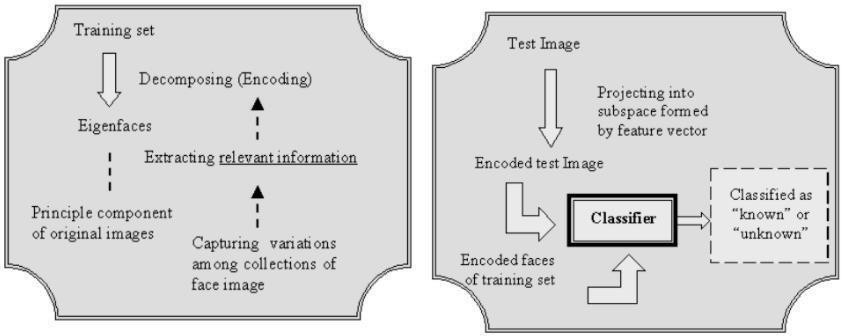 Training set
Decomposing (Encoding)
Eigenfaces
Extracting relevant information
Principle component
of original images
Capturing variations
among collections of
face image
Test Image
Projecting into
subspace formed
by feature vector
Encoded test Image
Classifier
Classified as
“known” or
“unknown”
Encoded faces
of training set